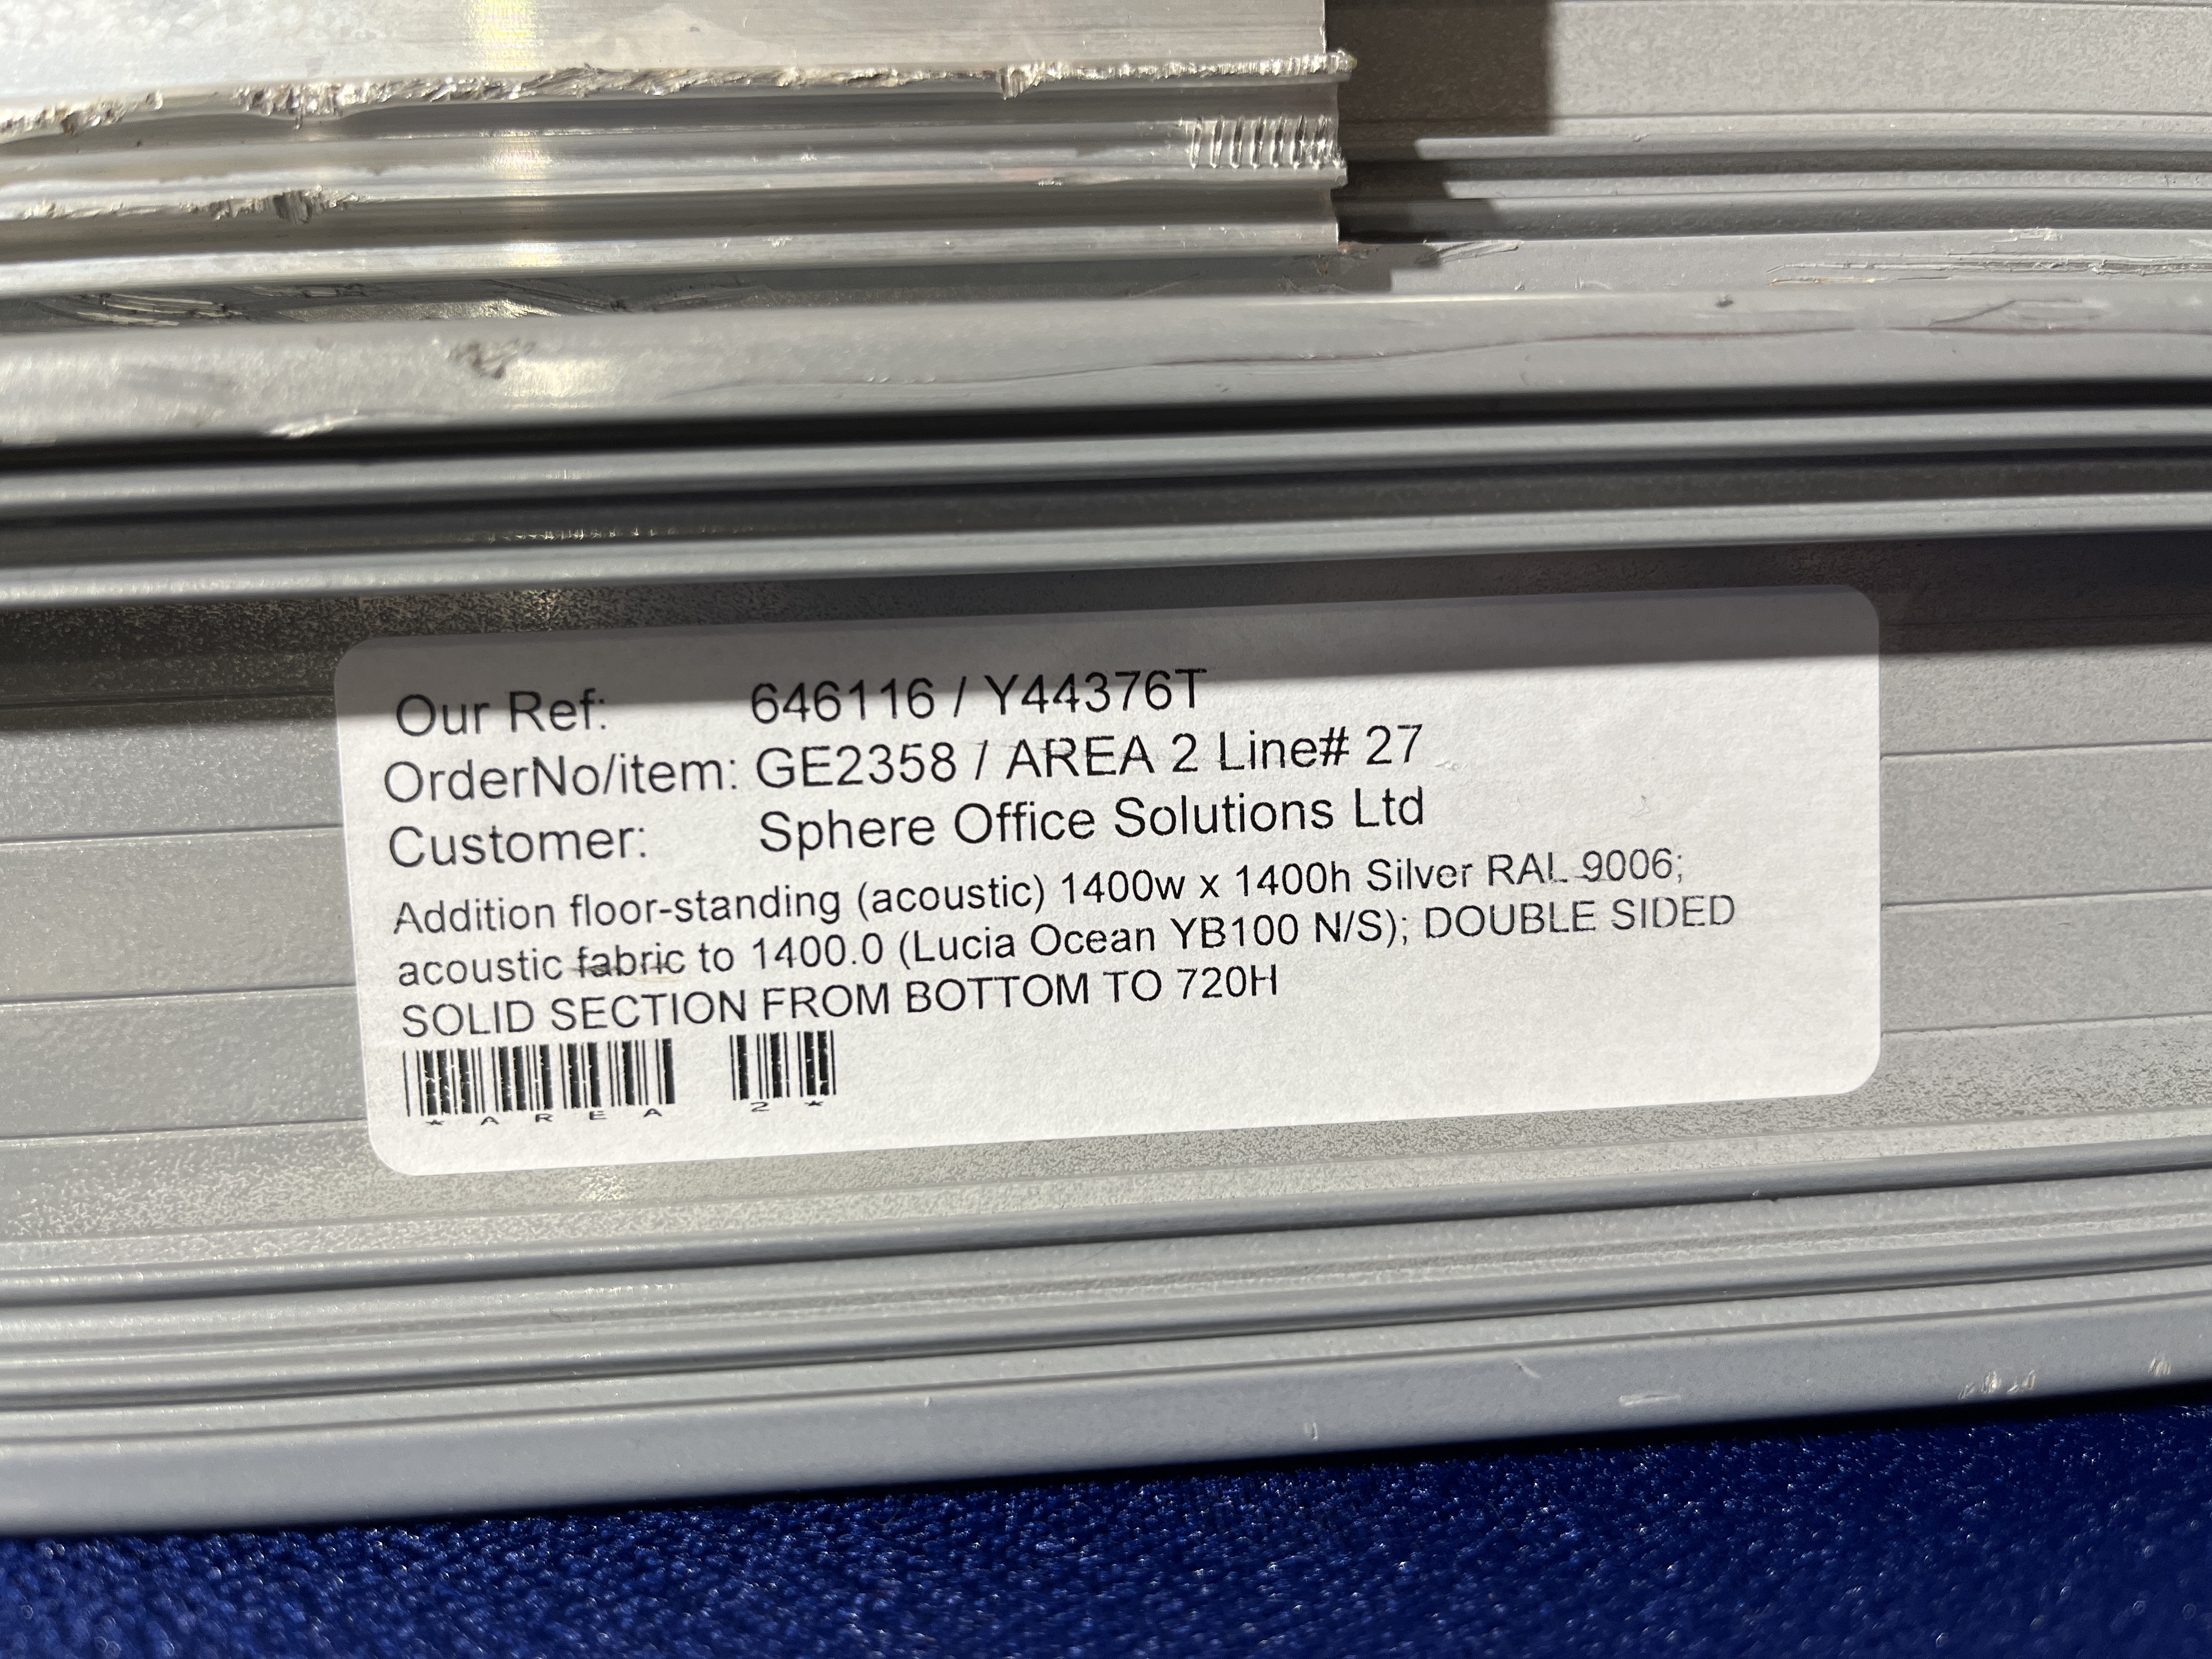 Our Ref: 646116 / Y44376T
OrderNo/item: GE2358 / AREA 2 Line# 27
Customer: Sphere Office Solutions Ltd
Addition floor-standing (acoustic) 1400w x 1400h Silver RAL 9006;
acoustic fabric to 1400.0 (Lucia Ocean YB100 N/S); DOUBLE SIDED
SOLID SECTION FROM BOTTOM TO 720H
* A R E A 2 *